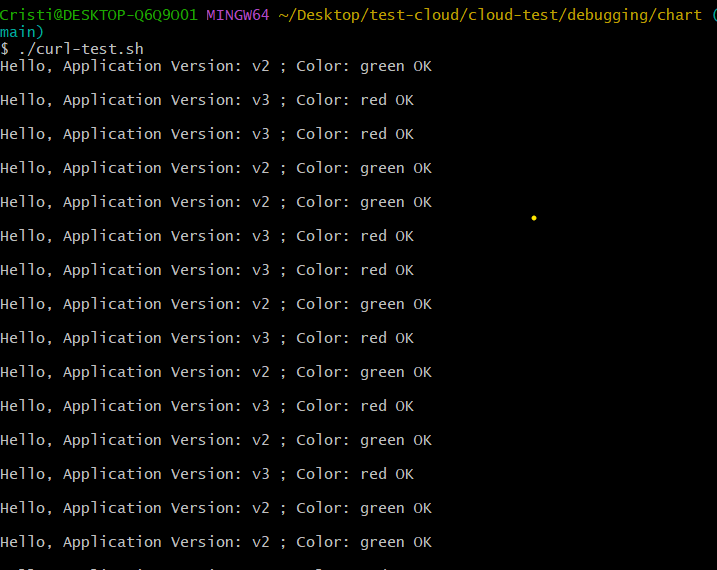 Cristi@DESKTOP-Q6Q9OO1 MINGW64 ~/Desktop/test-cloud/cloud-test/debugging/chart (
main)
$ ./curl-test.sh
Hello, Application Version: v2 ; Color: green OK
Hello, Application Version: v3 ; Color: red OK
Hello, Application Version: v3 ; Color: red OK
Hello, Application Version: v2 ; Color: green OK
Hello, Application Version: v2 ; Color: green OK
Hello, Application Version: v3 ; Color: red OK
Hello, Application Version: v3 ; Color: red OK
Hello, Application Version: v2 ; Color: green OK
Hello, Application Version: v3 ; Color: red OK
Hello, Application Version: v2 ; Color: green OK
Hello, Application Version: v3 ; Color: red OK
Hello, Application Version: v2 ; Color: green OK
Hello, Application Version: v3 ; Color: red OK
Hello, Application Version: v2 ; Color: green OK
Hello, Application Version: v2 ; Color: green OK